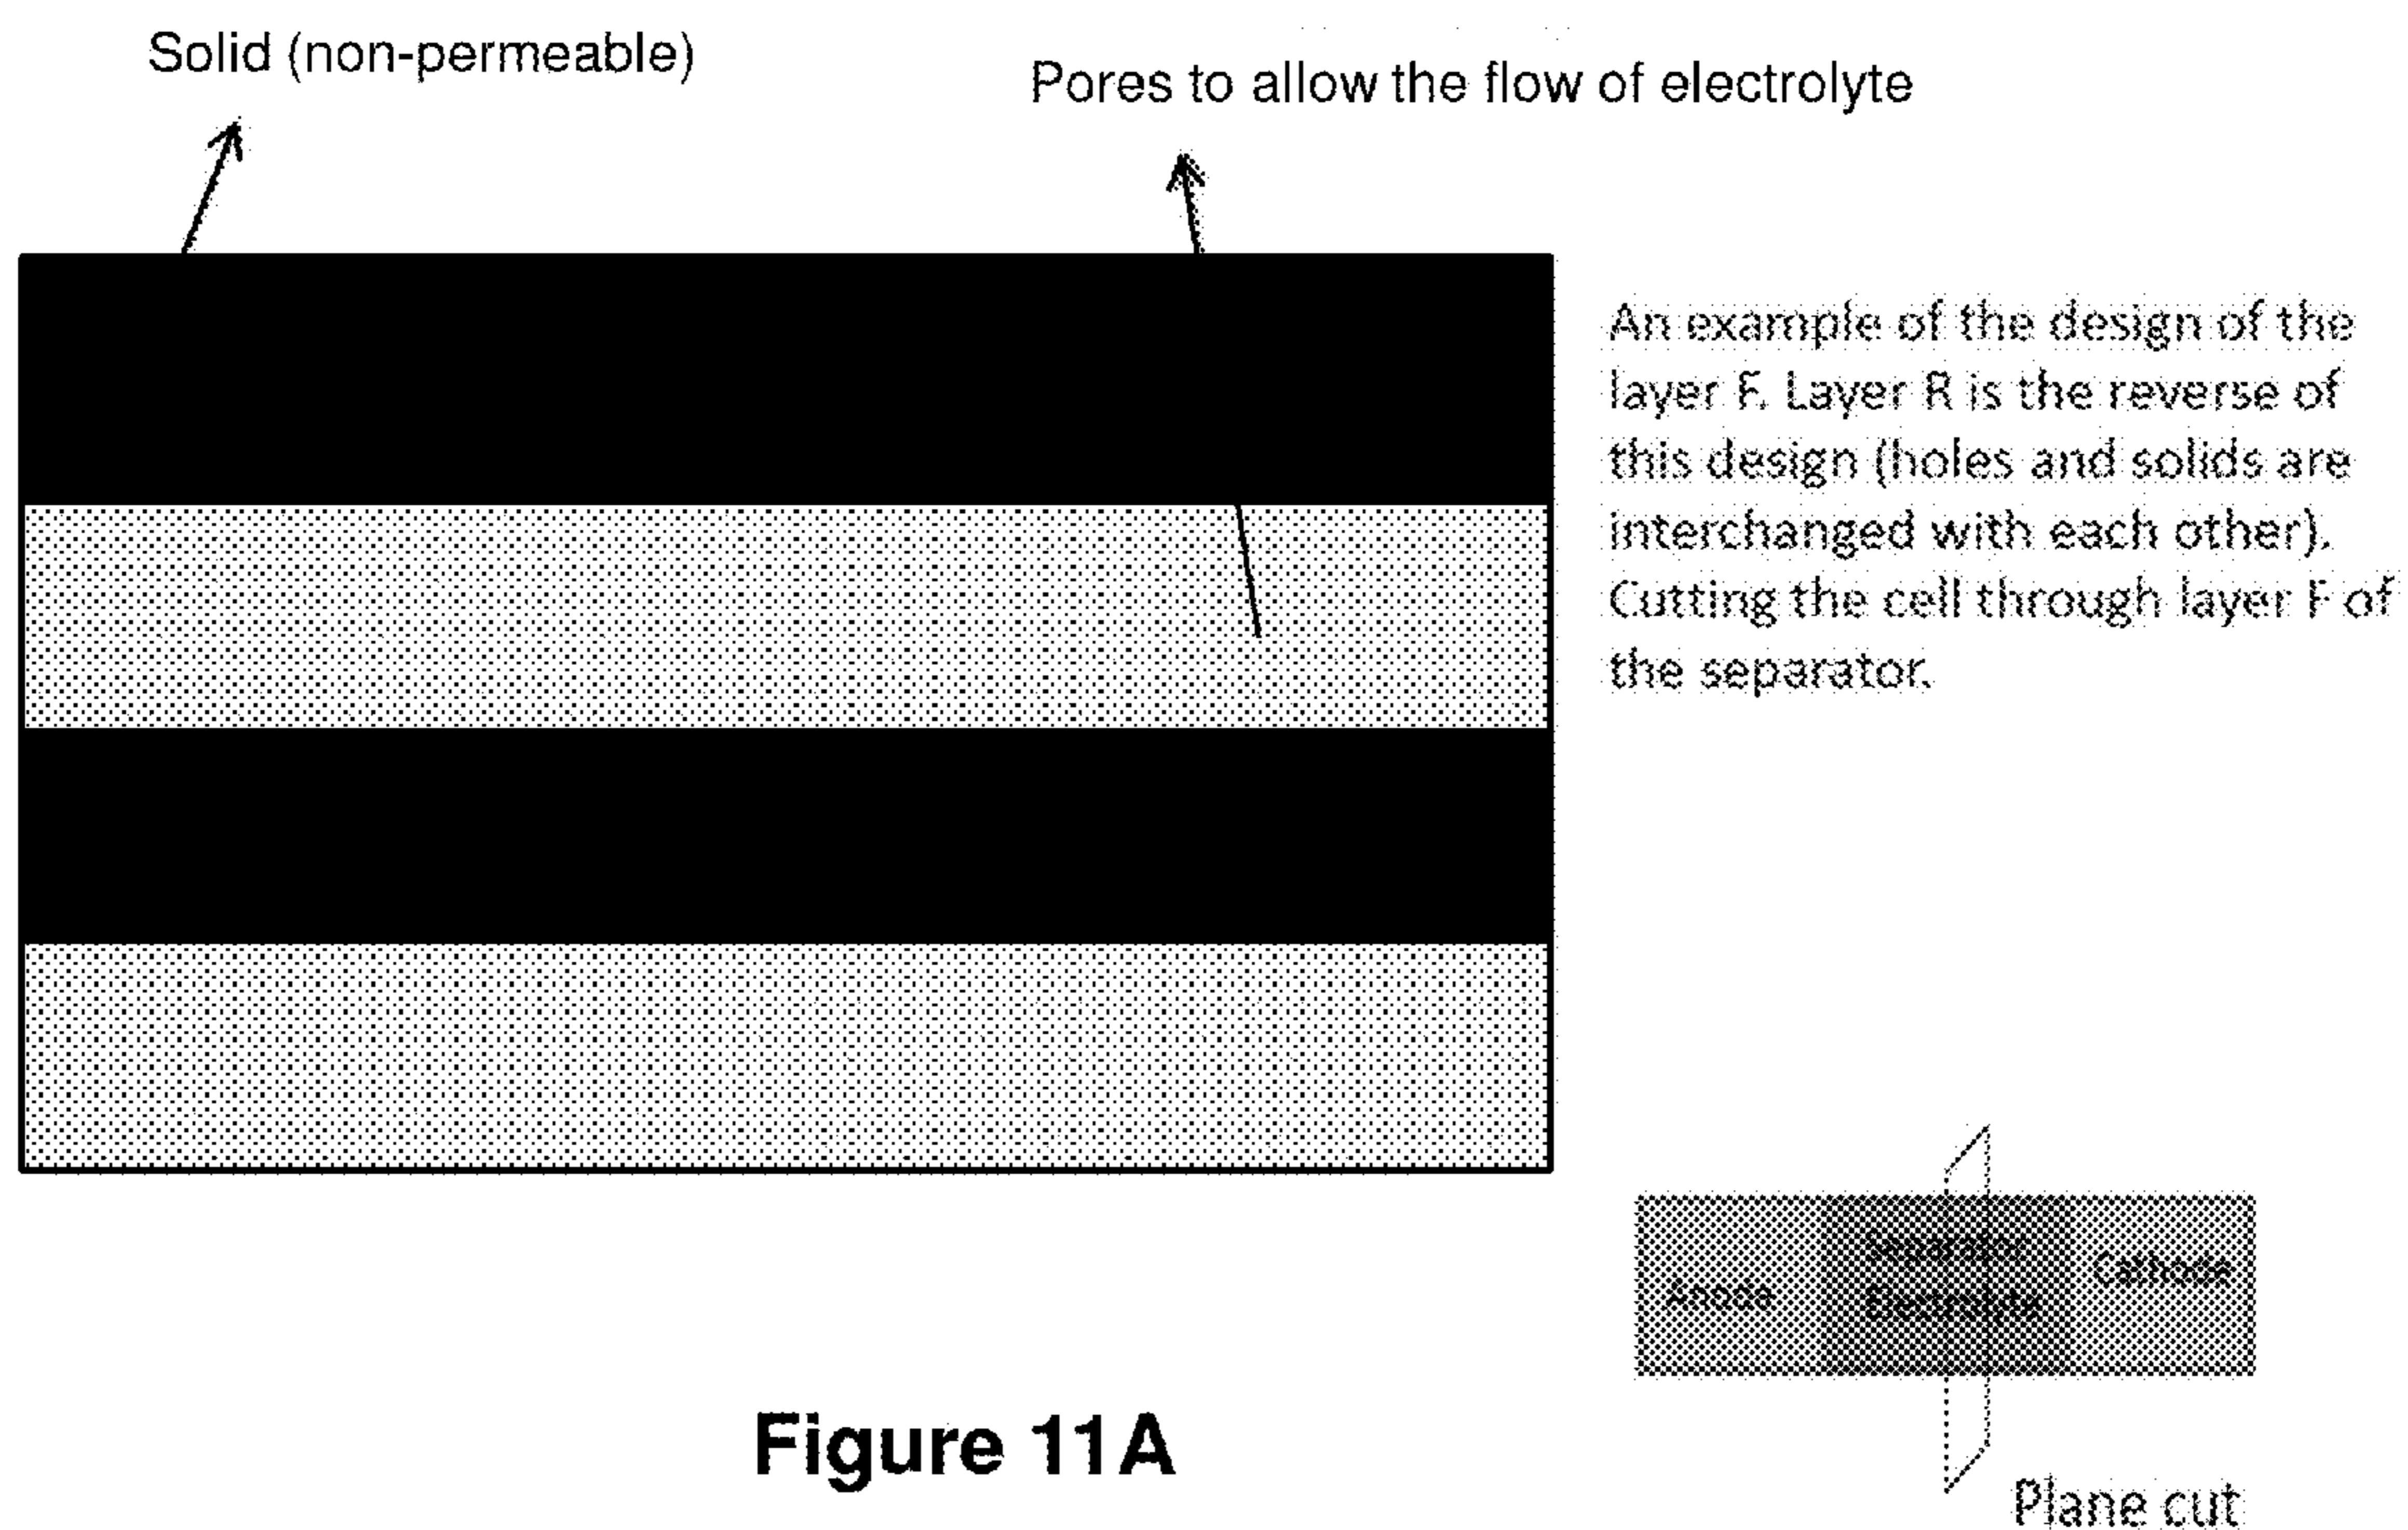 Solid (non-permeable)
Pores to allow the flow of electrolyte
An example of the design of the
layer F. Layer R is the reverse of
this design (holes and solids are
interchanged with each other).
Cutting the cell through layer F of
the separator.
Separator
Cathode
Anode
Electrolyte
Figure 11A
Plane cut